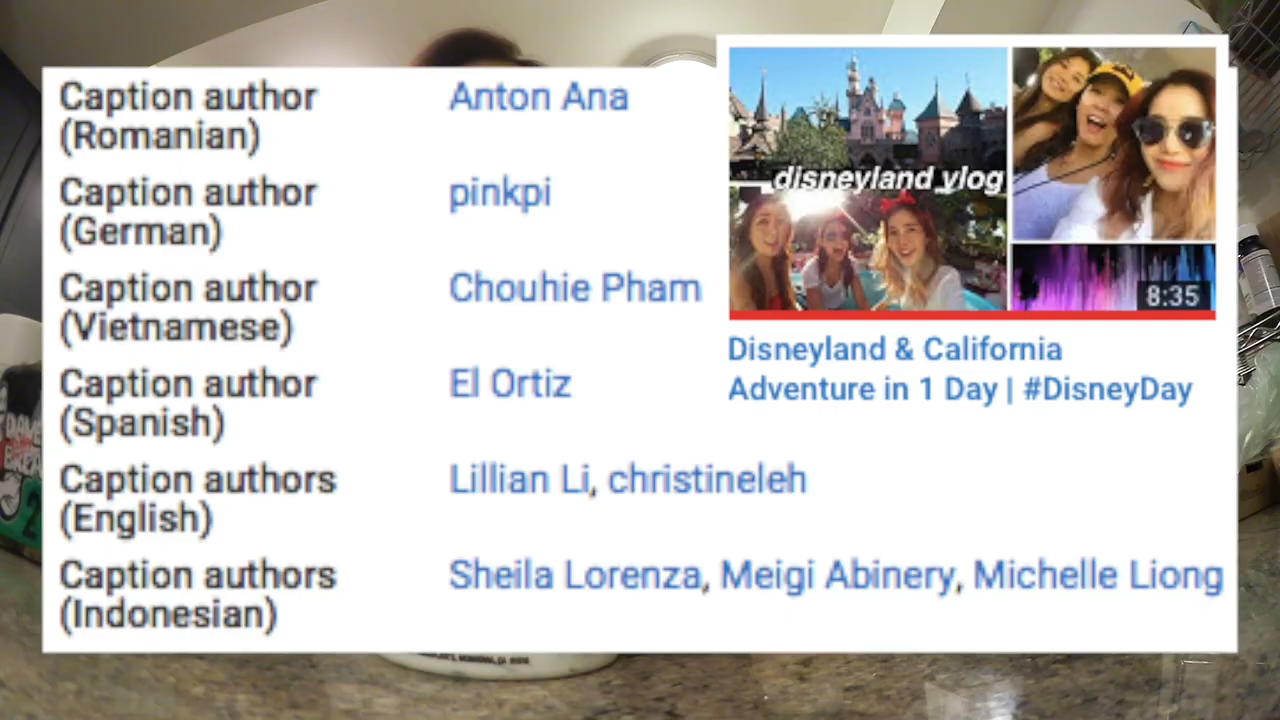 Caption author
(Romanian)
Anton Ana
Caption author
(German)
pinkpi
Caption author
(Vietnamese)
Chouhie Pham
Caption author
(Spanish)
El Ortiz
Caption authors
(English)
Lillian Li, christineleh
Caption authors
(Indonesian)
Sheila Lorenza, Meigi Abinery, Michelle Liong
disneyland vlog
8:35
Disneyland & California
Adventure in 1 Day | #DisneyDay